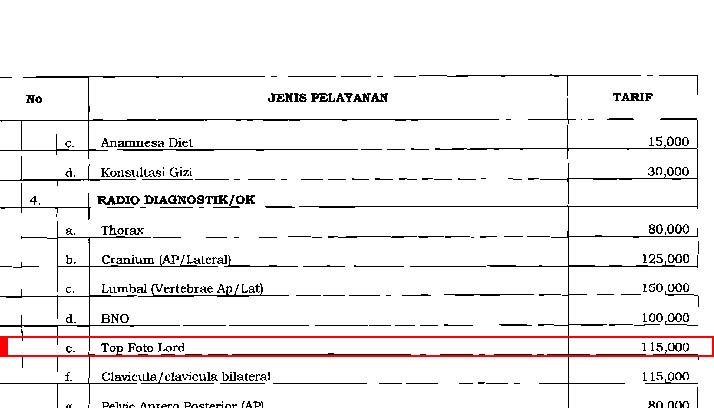 No JENIS PELAYANAN TARIF
c. Anamnesa Diet 15,000
d. Konsultasi Gizi 30,000
4. RADIO DIAGNOSTIK/OK
a. Thorax 80,000
b. Cranium (AP/Lateral) 125,000
c. Lumbal (Vertebrae Ap/Lat) 150,000
d. BNO 100,000
e. Top Foto Lord 115,000
f. Clavicula/clavicula bilateral 115,000
g. Pelvic Antero Posterior (AP) 80,000